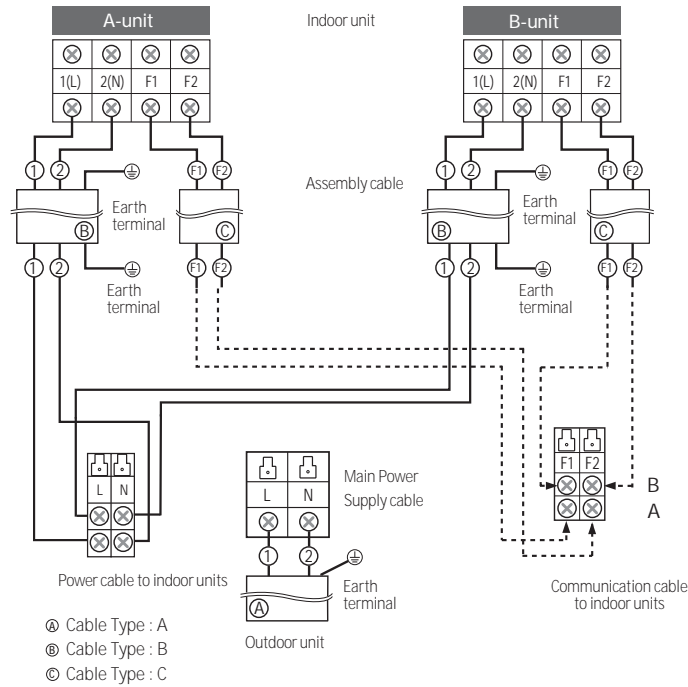 A-unit
Indoor unit
B-unit
1(L) 2(N) F1 F2
1(L) 2(N) F1 F2
1 2 F1 F2
Assembly cable
1 2 F1 F2
Earth
terminal
B
C
Earth
terminal
B
C
1 2 F1 F2
1 2 F1 F2
Earth
terminal
Earth
terminal
L N
L N
Main Power
Supply cable
F1 F2
B
A
1 2
Power cable to indoor units
A
Earth
terminal
Communication cable
to indoor units
Outdoor unit
A Cable Type : A
B Cable Type : B
C Cable Type : C